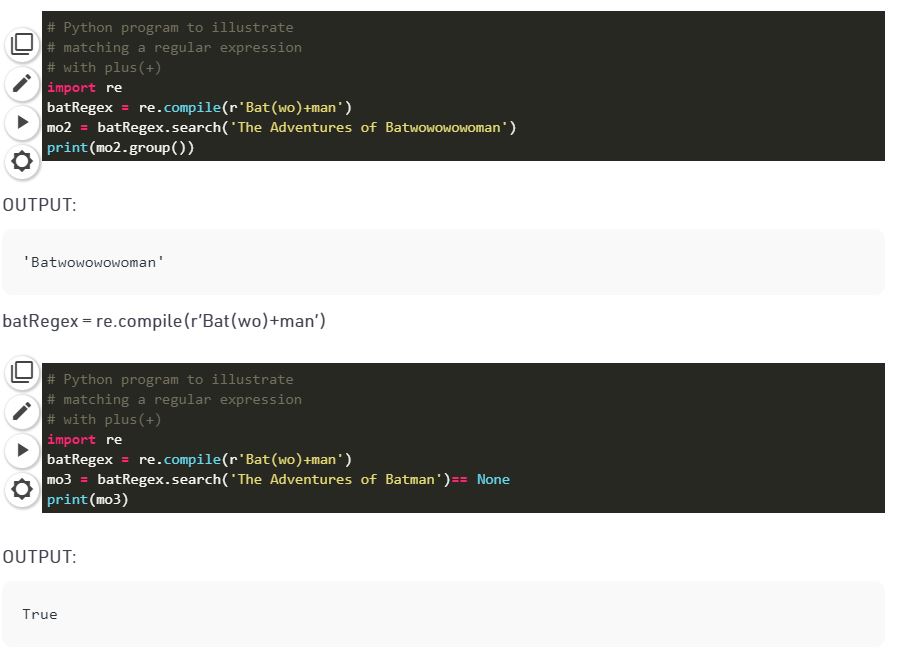 # Python program to illustrate
# matching a regular expression
# with plus(+)
import re
batRegex = re.compile(r'Bat(wo)+man')
mo2 = batRegex.search('The Adventures of Batwowowowoman')
print(mo2.group())
OUTPUT:
'Batwowowowoman'
batRegex = re.compile(r’Bat(wo)+man’)
# Python program to illustrate
# matching a regular expression
# with plus(+)
import re
batRegex = re.compile(r'Bat(wo)+man')
mo3 = batRegex.search('The Adventures of Batman')== None
print(mo3)
OUTPUT:
True